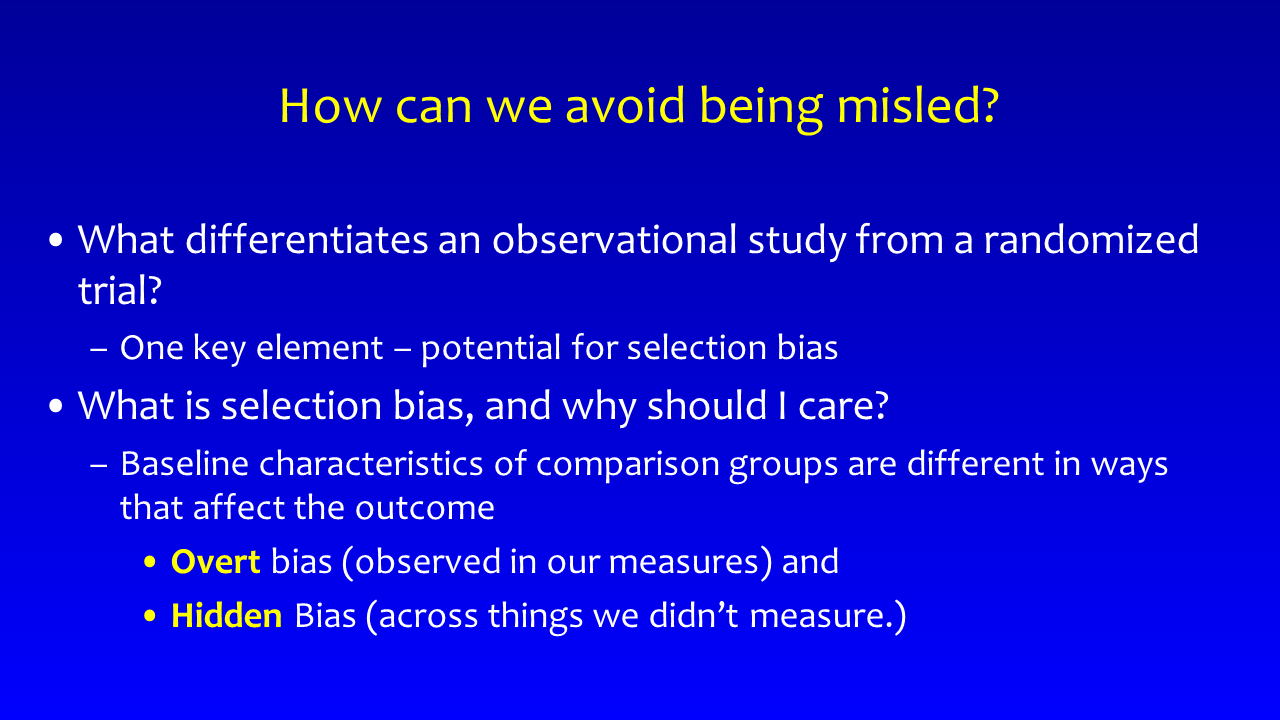 How can we avoid being misled?
• What differentiates an observational study from a randomized
trial?
– One key element – potential for selection bias
• What is selection bias, and why should I care?
– Baseline characteristics of comparison groups are different in ways
that affect the outcome
• Overt bias (observed in our measures) and
• Hidden Bias (across things we didn’t measure.)